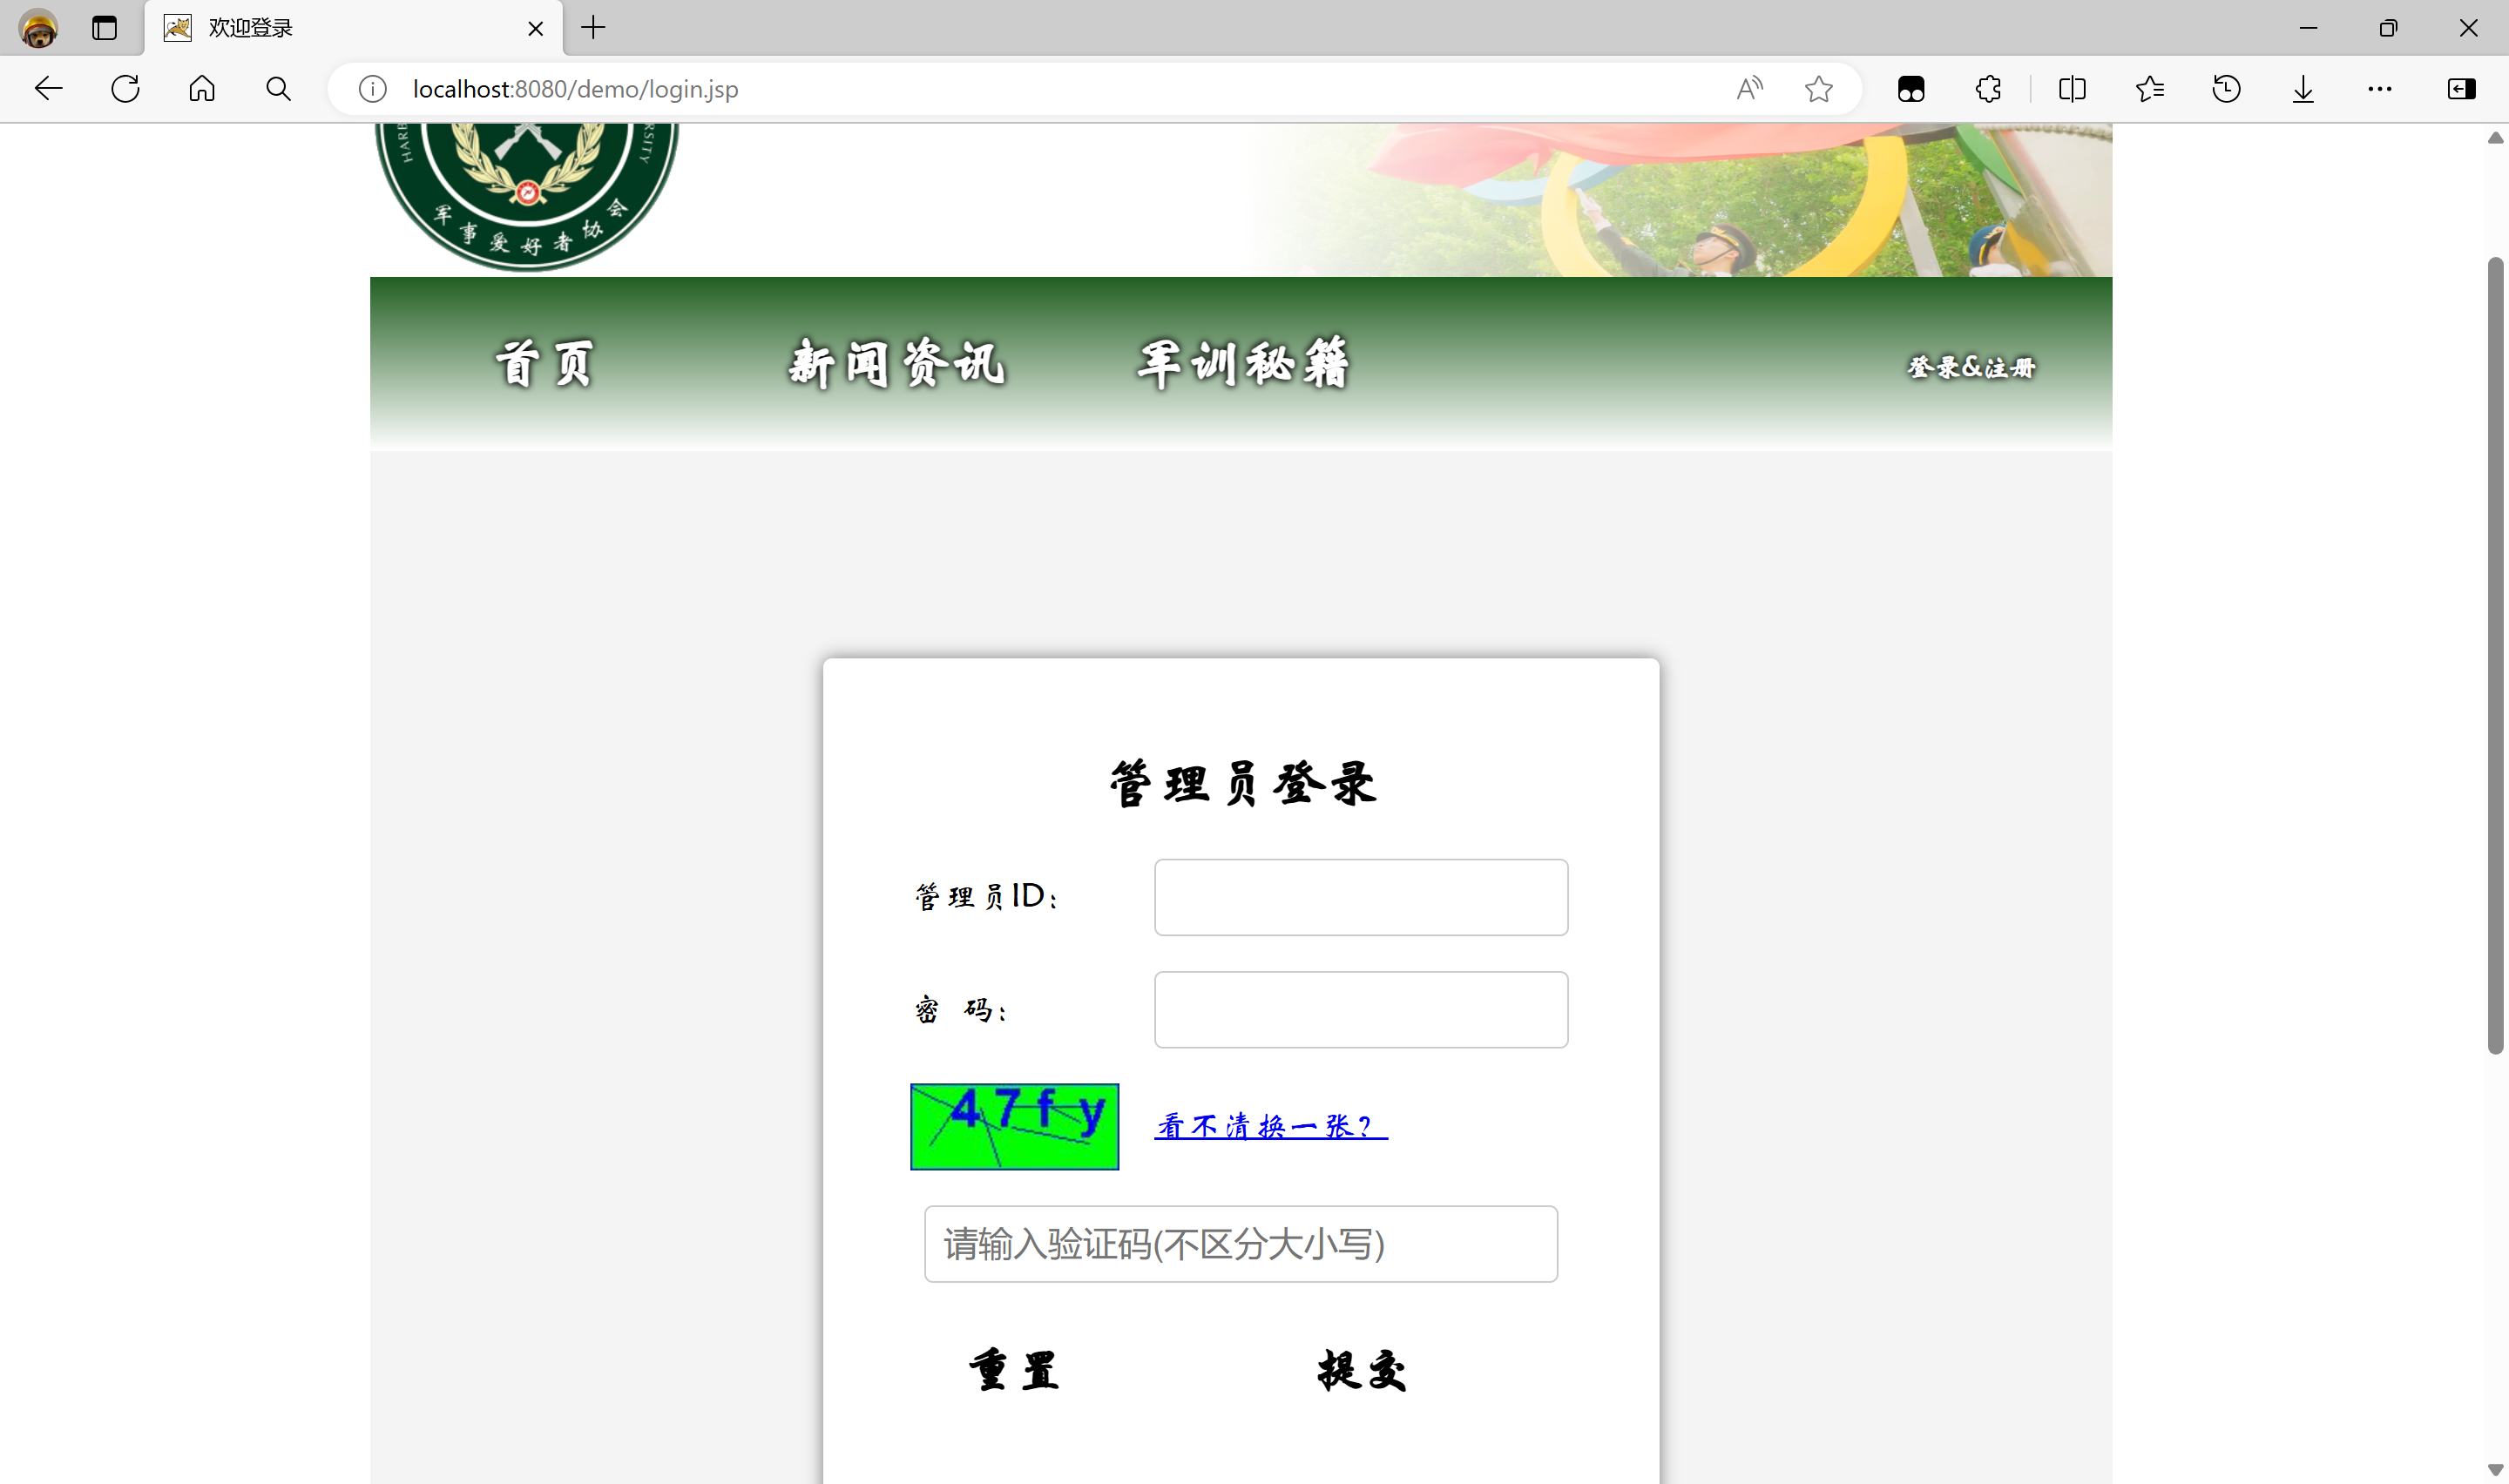 欢迎登录
localhost:8080/demo/login.jsp
HARB
RSITY
军事爱好者协会
首页 新闻资讯 军训秘籍 登录&注册
管理员登录
管理员ID：
密 码：
47fy 看不清换一张？
请输入验证码(不区分大小写)
重置 提交